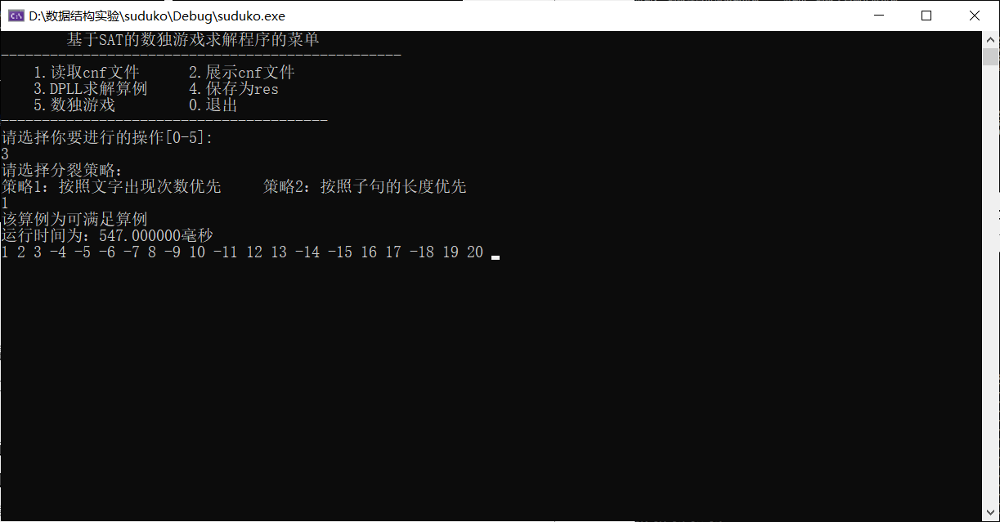 D:\数据结构实验\suduko\Debug\suduko.exe
基于SAT的数独游戏求解程序的菜单
-------------------------------------------------
1.读取cnf文件 2.展示cnf文件
3.DPLL求解算例 4.保存为res
5.数独游戏 0.退出
----------------------------------------
请选择你要进行的操作[0-5]:
3
请选择分裂策略:
策略1: 按照文字出现次数优先 策略2: 按照子句的长度优先
1
该算例为可满足算例
运行时间为: 547.000000毫秒
1 2 3 -4 -5 -6 -7 8 -9 10 -11 12 13 -14 -15 16 17 -18 19 20